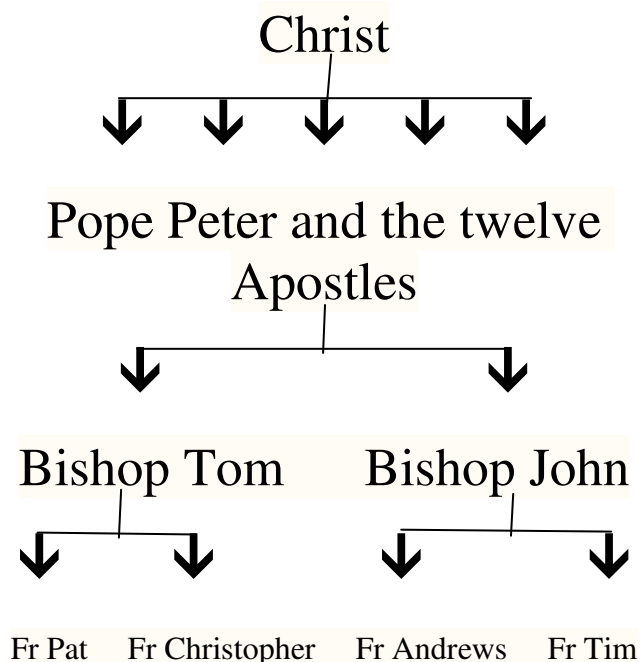 Christ
Pope Peter and the twelve
Apostles
Bishop Tom Bishop John
Fr Pat Fr Christopher Fr Andrews Fr Tim